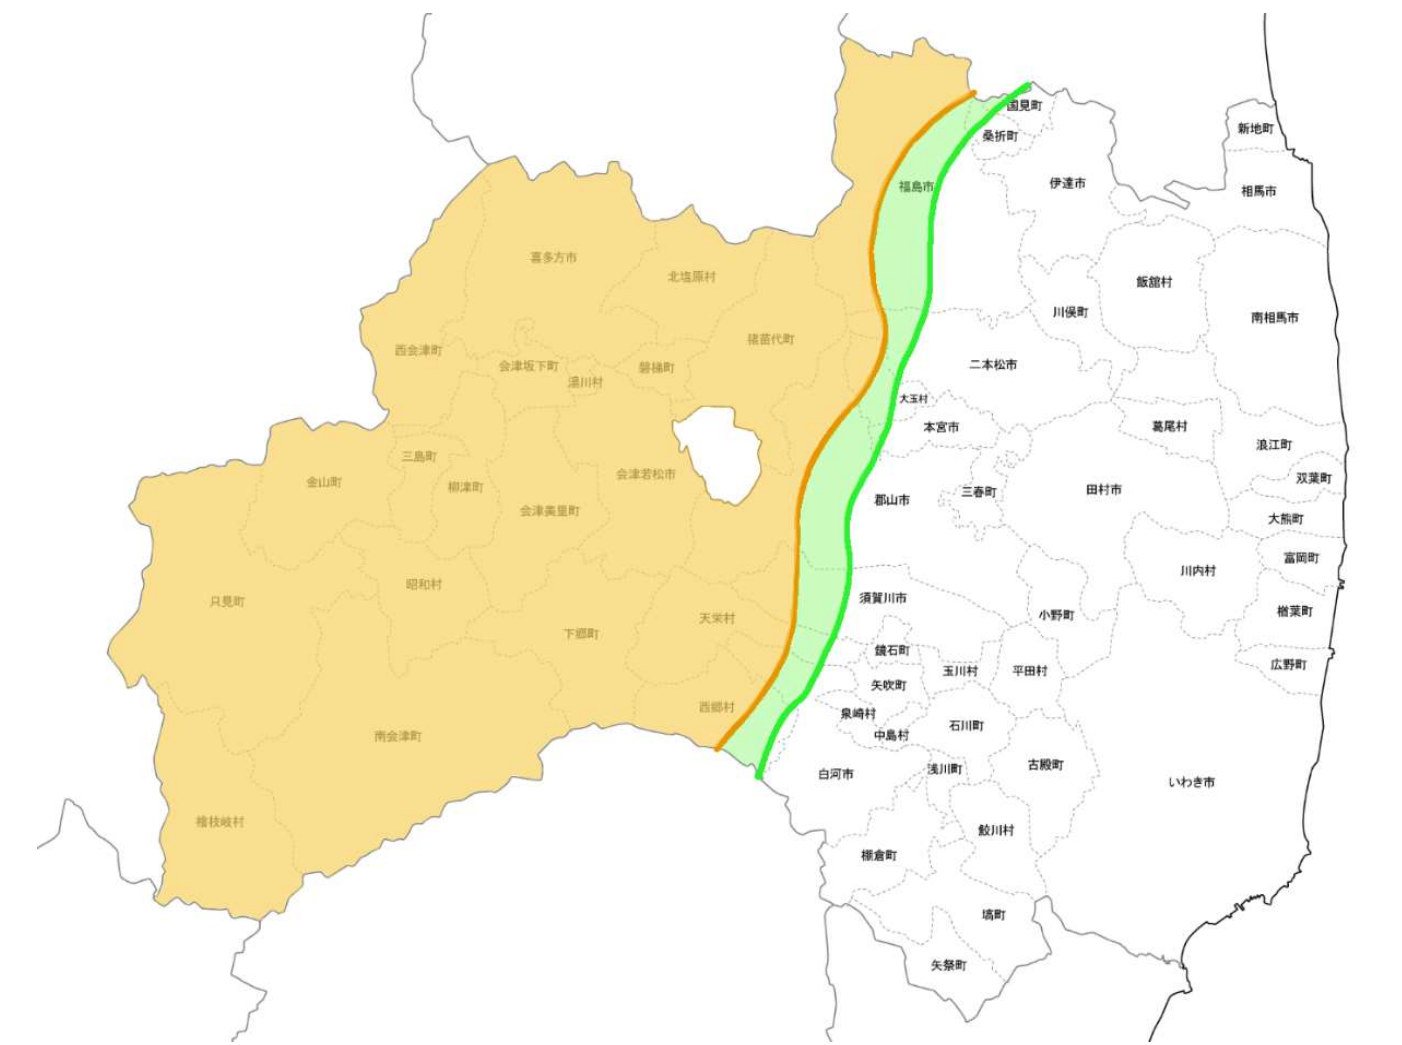 国見町
新地町
桑折町
伊達市
福島市
相馬市
喜多方市
北塩原村
飯舘村
川俣町
南相馬市
猪苗代町
西会津町
会津坂下町
磐梯町
二本松市
湯川村
大玉村
本宮市
葛尾村
浪江町
三島町
会津若松市
双葉町
金山町
柳津町
郡山市
三春町
田村市
会津美里町
大熊町
富岡町
川内村
昭和村
只見町
須賀川市
小野町
楢葉町
天栄村
下郷町
鏡石町
広野町
玉川村
平田村
矢吹町
西郷村
泉崎村
石川町
南会津町
中島村
白河市
浅川町
古殿町
いわき市
檜枝岐村
鮫川村
棚倉町
塙町
矢祭町